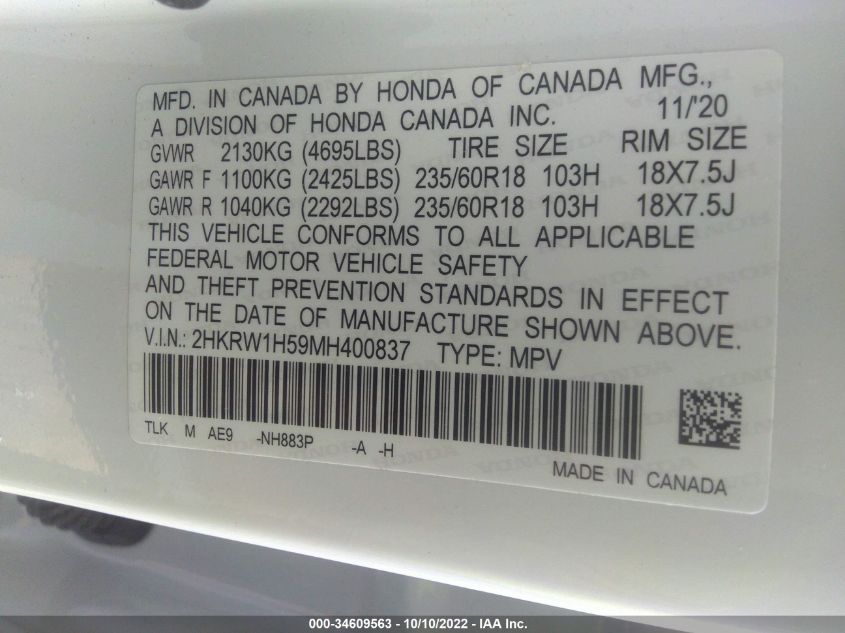 MFD. IN CANADA BY HONDA OF CANADA MFG.,
A DIVISION OF HONDA CANADA INC. 11/'20
GVWR 2130KG (4695LBS) TIRE SIZE RIM SIZE
GAWR F 1100KG (2425LBS) 235/60R18 103H 18X7.5J
GAWR R 1040KG (2292LBS) 235/60R18 103H 18X7.5J
THIS VEHICLE CONFORMS TO ALL APPLICABLE
FEDERAL MOTOR VEHICLE SAFETY
AND THEFT PREVENTION STANDARDS IN EFFECT
ON THE DATE OF MANUFACTURE SHOWN ABOVE.
V.I.N.: 2HKRW1H59MH400837 TYPE: MPV
TLK M AE9 -NH883P -A -H
MADE IN CANADA
000-34609563 - 10/10/2022 - IAA Inc.